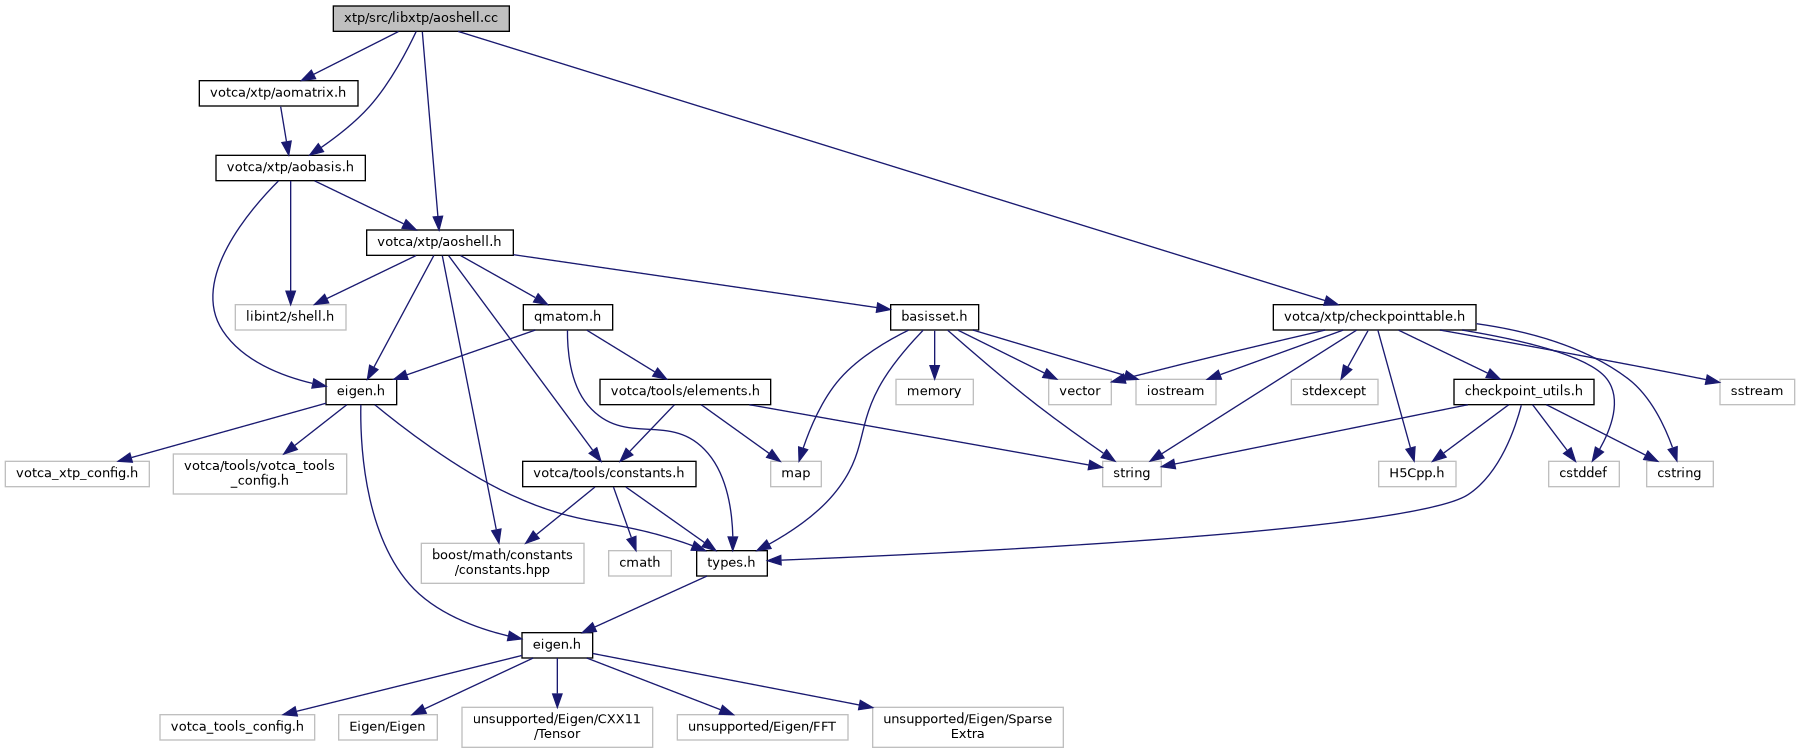 xtp/src/libxtp/aoshell.cc
votca/xtp/aomatrix.h
votca/xtp/aobasis.h
votca/xtp/aoshell.h
libint2/shell.h
qmatom.h
basisset.h
votca/xtp/checkpointtable.h
eigen.h
votca/tools/elements.h
memory
vector
iostream
stdexcept
checkpoint_utils.h
sstream
votca_xtp_config.h
votca/tools/votca_tools
_config.h
votca/tools/constants.h
map
string
H5Cpp.h
cstddef
cstring
boost/math/constants
/constants.hpp
cmath
types.h
eigen.h
votca_tools_config.h
Eigen/Eigen
unsupported/Eigen/CXX11
/Tensor
unsupported/Eigen/FFT
unsupported/Eigen/Sparse
Extra